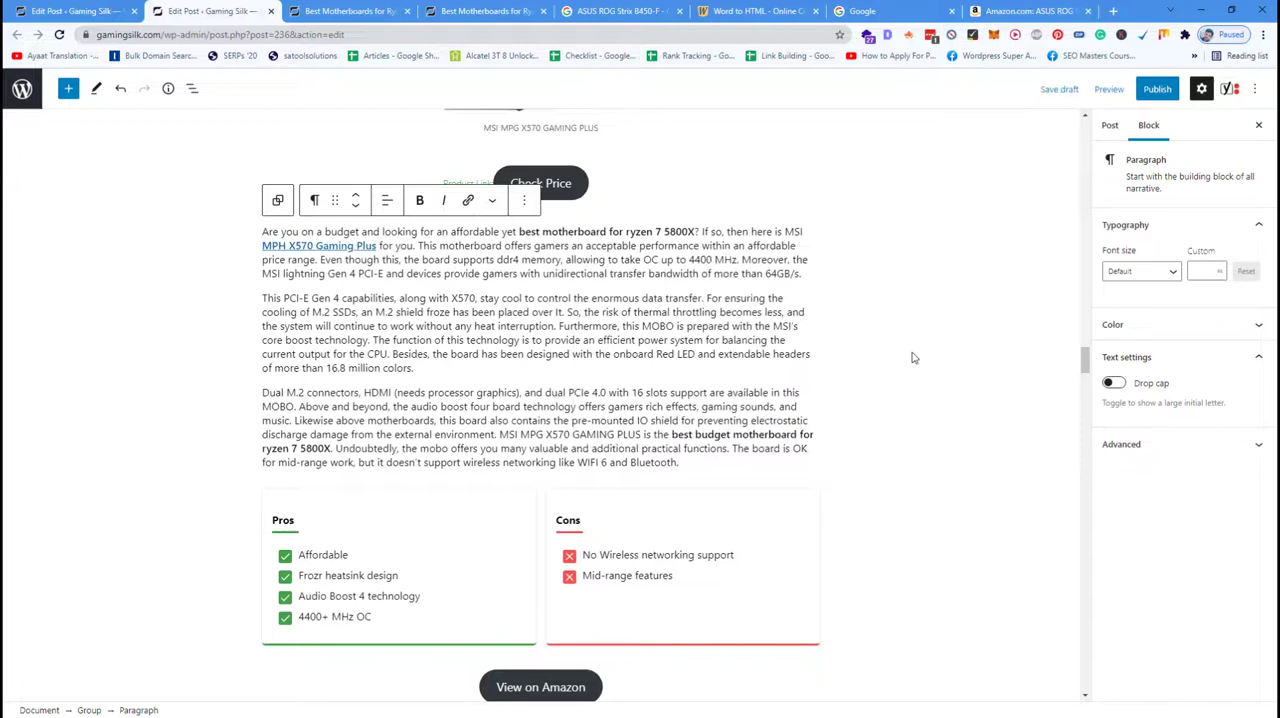 Edit Post ‹ Gaming Silk —
Edit Post ‹ Gaming Silk —
Best Motherboards for Ry
Best Motherboards for Ry
ASUS ROG Strix B450-F - G
Word to HTML - Online C
Google
Amazon.com: ASUS ROG S
gamingsilk.com/wp-admin/post.php?post=236&action=edit
Paused
Ayaat Translation -...
Bulk Domain Sear...
SERPs '20
satoolsolutions
Articles - Google Sh...
Alcatel 3T 8 Unlock...
Checklist - Google...
Rank Tracking - Go...
Link Building - Goo...
How to Apply For P...
Wordpress Super A...
SEO Masters Cours...
Reading list
Save draft
Preview
Publish
Post
Block
MSI MPG X570 GAMING PLUS
Product Link
Check Price
Paragraph
Start with the building block of all
narrative.
Are you on a budget and looking for an affordable yet best motherboard for ryzen 7 5800X? If so, then here is MSI
MPH X570 Gaming Plus for you. This motherboard offers gamers an acceptable performance within an affordable
price range. Even though this, the board supports ddr4 memory, allowing to take OC up to 4400 MHz. Moreover, the
MSI lightning Gen 4 PCI-E and devices provide gamers with unidirectional transfer bandwidth of more than 64GB/s.
Typography
Font size
Custom
Default
Reset
This PCI-E Gen 4 capabilities, along with X570, stay cool to control the enormous data transfer. For ensuring the
cooling of M.2 SSDs, an M.2 shield froze has been placed over It. So, the risk of thermal throttling becomes less, and
the system will continue to work without any heat interruption. Furthermore, this MOBO is prepared with the MSI's
core boost technology. The function of this technology is to provide an efficient power system for balancing the
current output for the CPU. Besides, the board has been designed with the onboard Red LED and extendable headers
of more than 16.8 million colors.
Color
Text settings
Drop cap
Toggle to show a large initial letter.
Advanced
Dual M.2 connectors, HDMI (needs processor graphics), and dual PCIe 4.0 with 16 slots support are available in this
MOBO. Above and beyond, the audio boost four board technology offers gamers rich effects, gaming sounds, and
music. Likewise above motherboards, this board also contains the pre-mounted IO shield for preventing electrostatic
discharge damage from the external environment. MSI MPG X570 GAMING PLUS is the best budget motherboard for
ryzen 7 5800X. Undoubtedly, the mobo offers you many valuable and additional practical functions. The board is OK
for mid-range work, but it doesn't support wireless networking like WIFI 6 and Bluetooth.
Pros
Affordable
Frozr heatsink design
Audio Boost 4 technology
4400+ MHz OC
Cons
No Wireless networking support
Mid-range features
View on Amazon
Document → Group → Paragraph